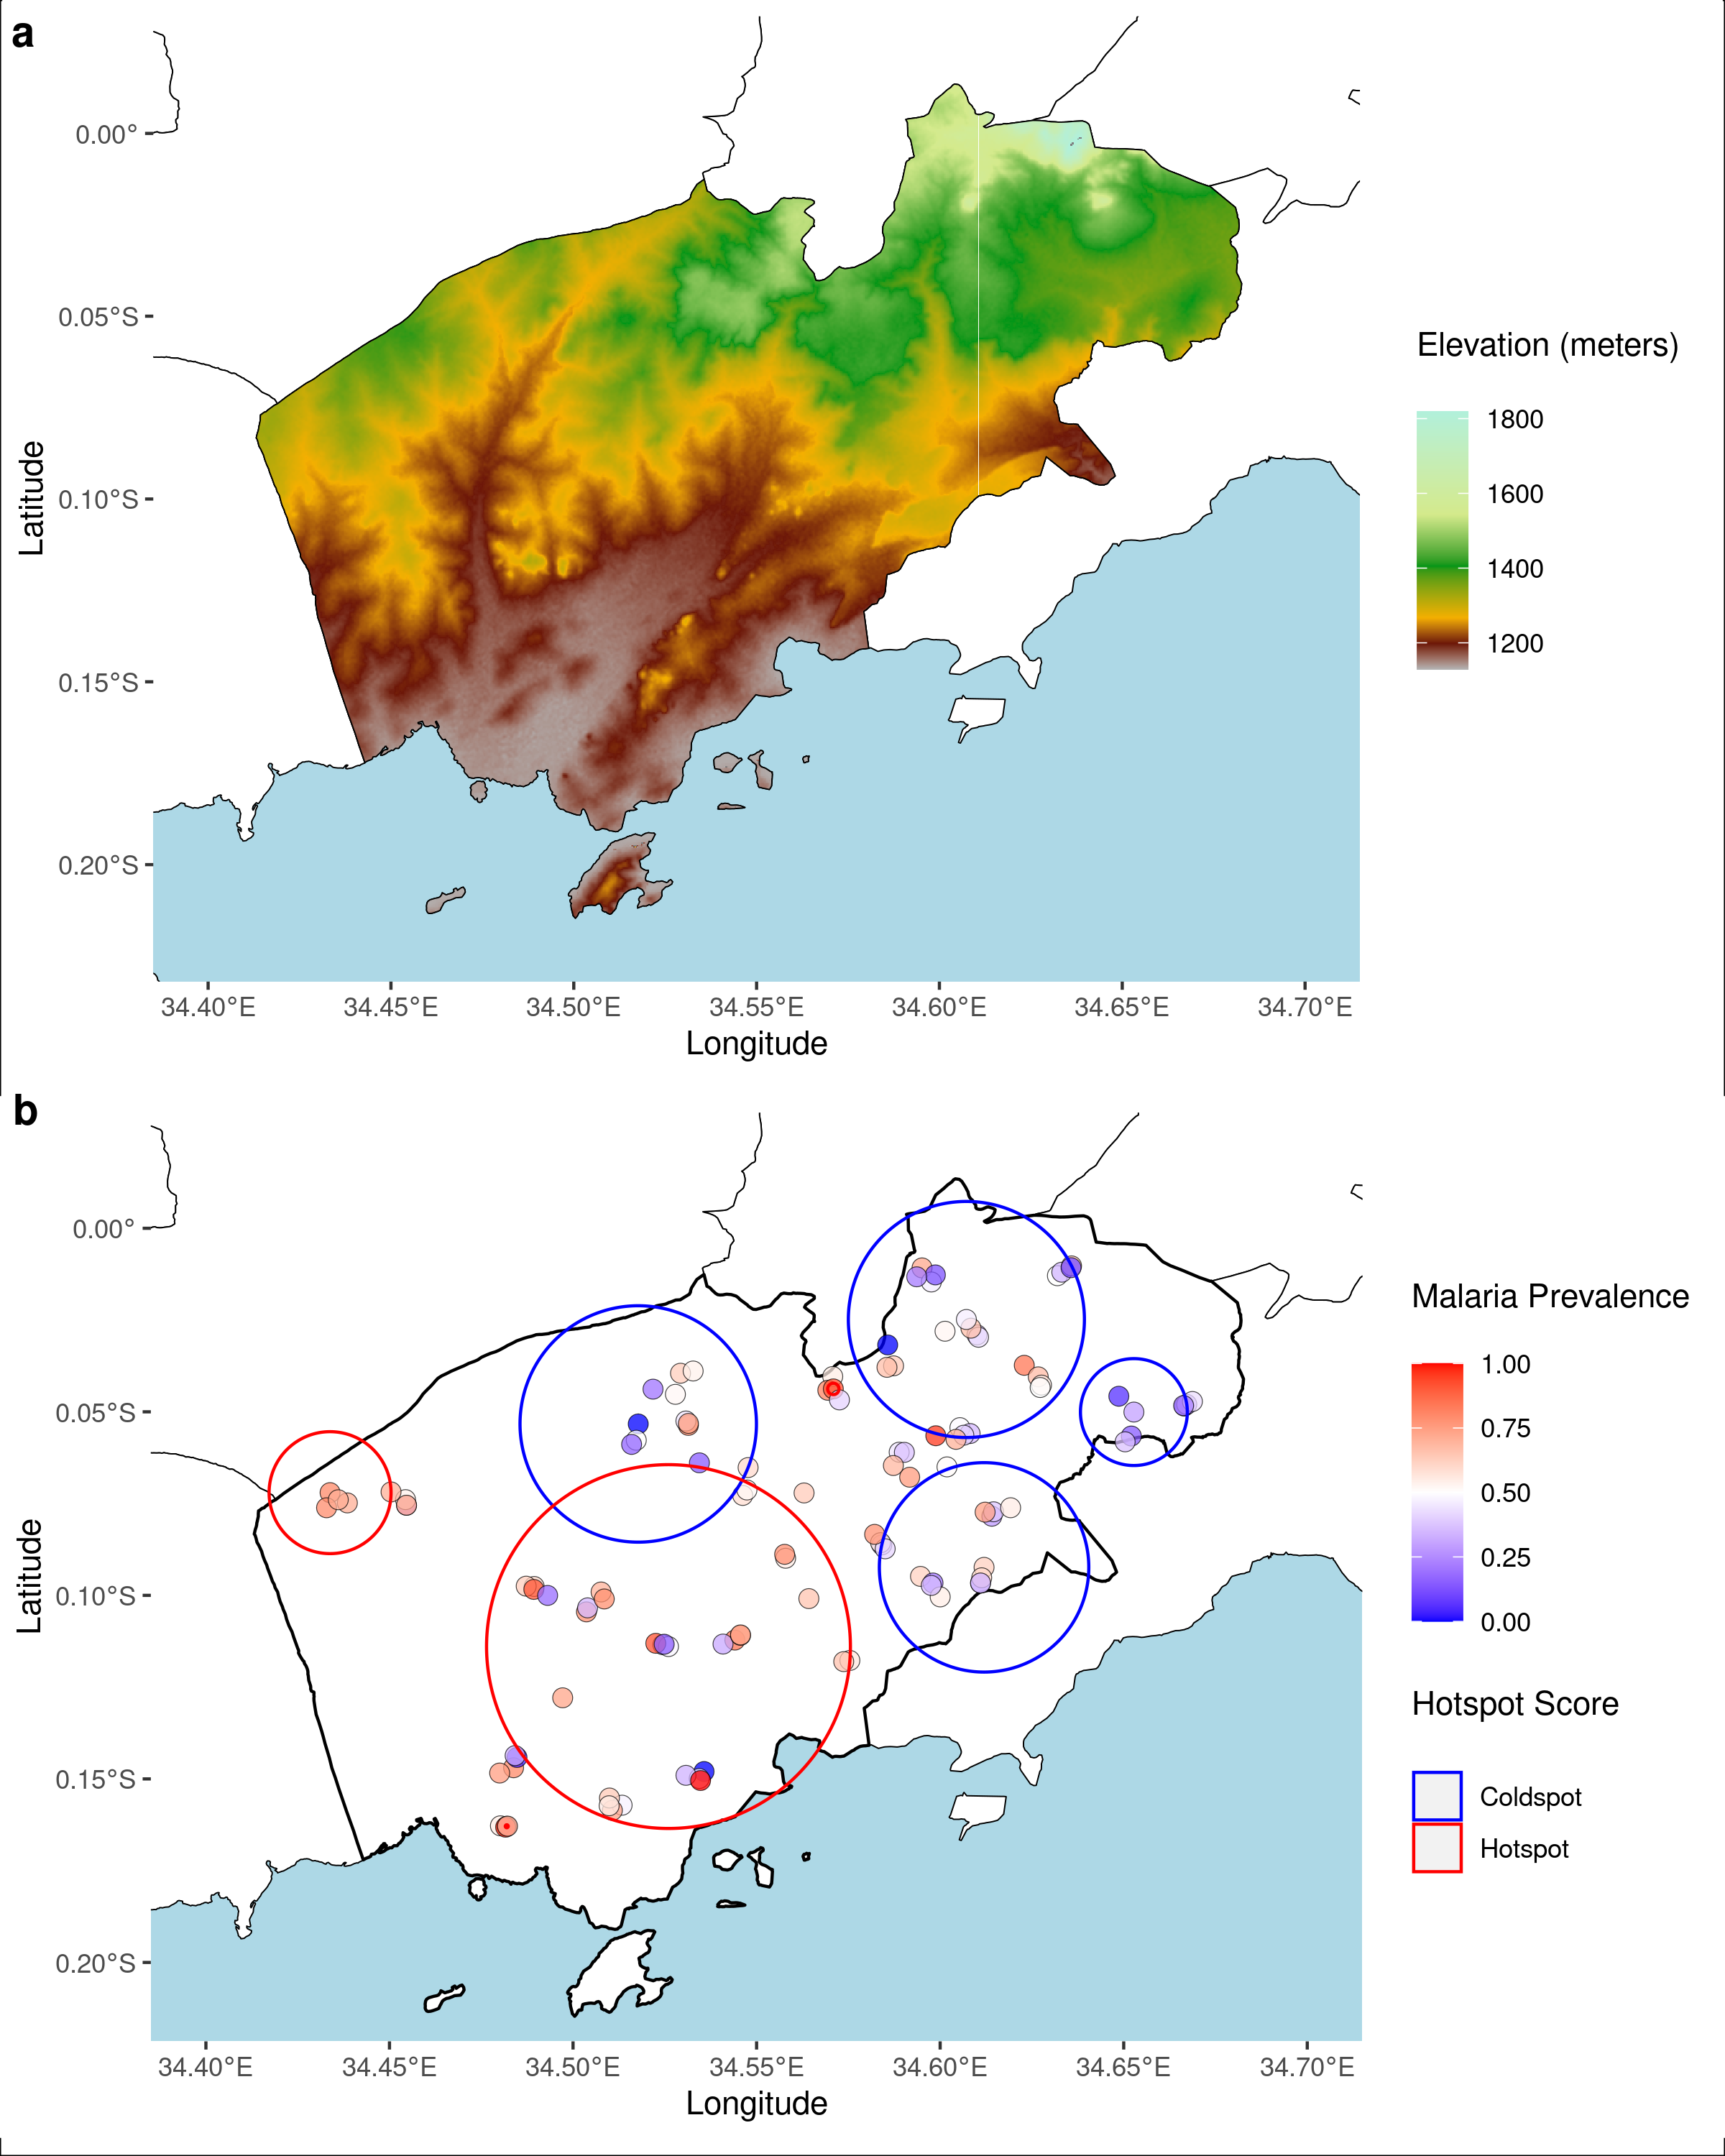 a
0.00°
0.05°S
0.10°S
0.15°S
0.20°S
Latitude
34.40°E 34.45°E 34.50°E 34.55°E 34.60°E 34.65°E 34.70°E
Longitude
Elevation (meters)
1800
1600
1400
1200
b
0.00°
0.05°S
0.10°S
0.15°S
0.20°S
Latitude
34.40°E 34.45°E 34.50°E 34.55°E 34.60°E 34.65°E 34.70°E
Longitude
Malaria Prevalence
1.00
0.75
0.50
0.25
0.00
Hotspot Score
Coldspot
Hotspot